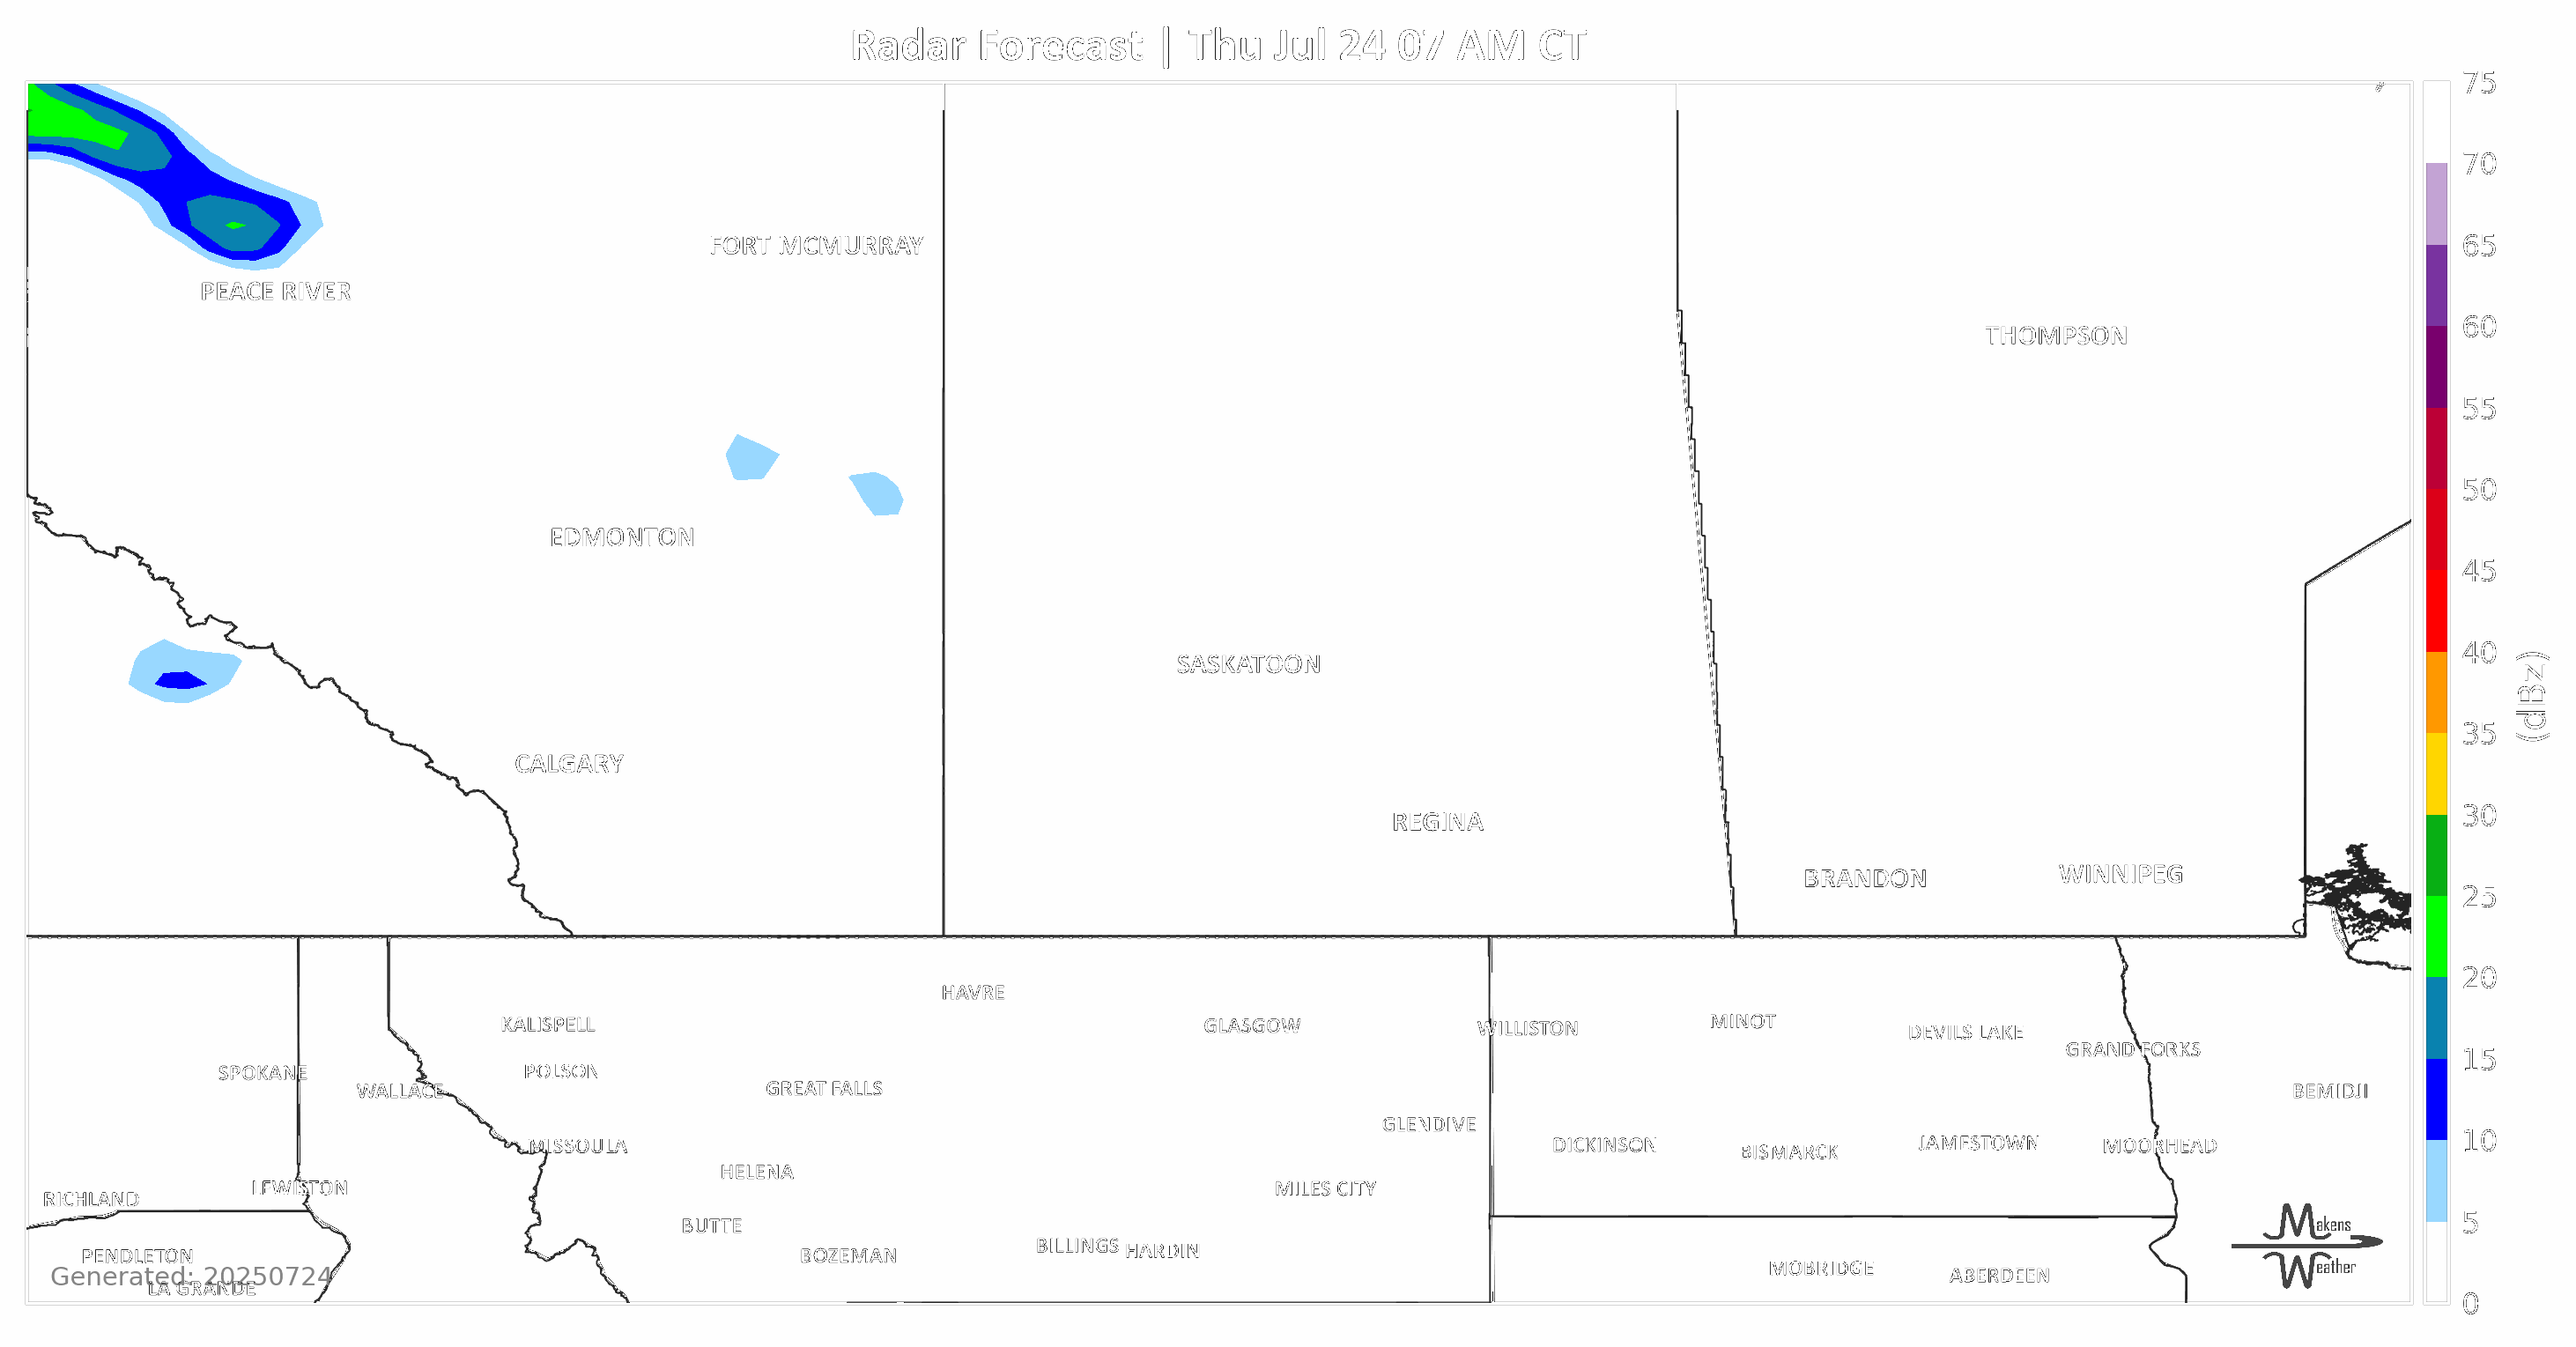 Radar Forecast | Thu Jul 24 07 AM CT
75
70
65
60
55
50
45
40
35
30
25
20
15
10
5
0
(dBz)
FORT MCMURRAY
PEACE RIVER
THOMPSON
EDMONTON
SASKATOON
CALGARY
REGINA
BRANDON
WINNIPEG
HAVRE
KALISPELL
GLASGOW
WILLISTON
MINOT
DEVILS LAKE
GRAND FORKS
SPOKANE
POLSON
WALLACE
GREAT FALLS
BEMIDJI
GLENDIVE
MISSOULA
DICKINSON
BISMARCK
JAMESTOWN
MOORHEAD
HELENA
LEWISTON
MILES CITY
RICHLAND
BUTTE
BILLINGS
HARDIN
BOZEMAN
PENDLETON
MOBRIDGE
ABERDEEN
Generated: 20250724
LA GRANDE
Makens
Weather